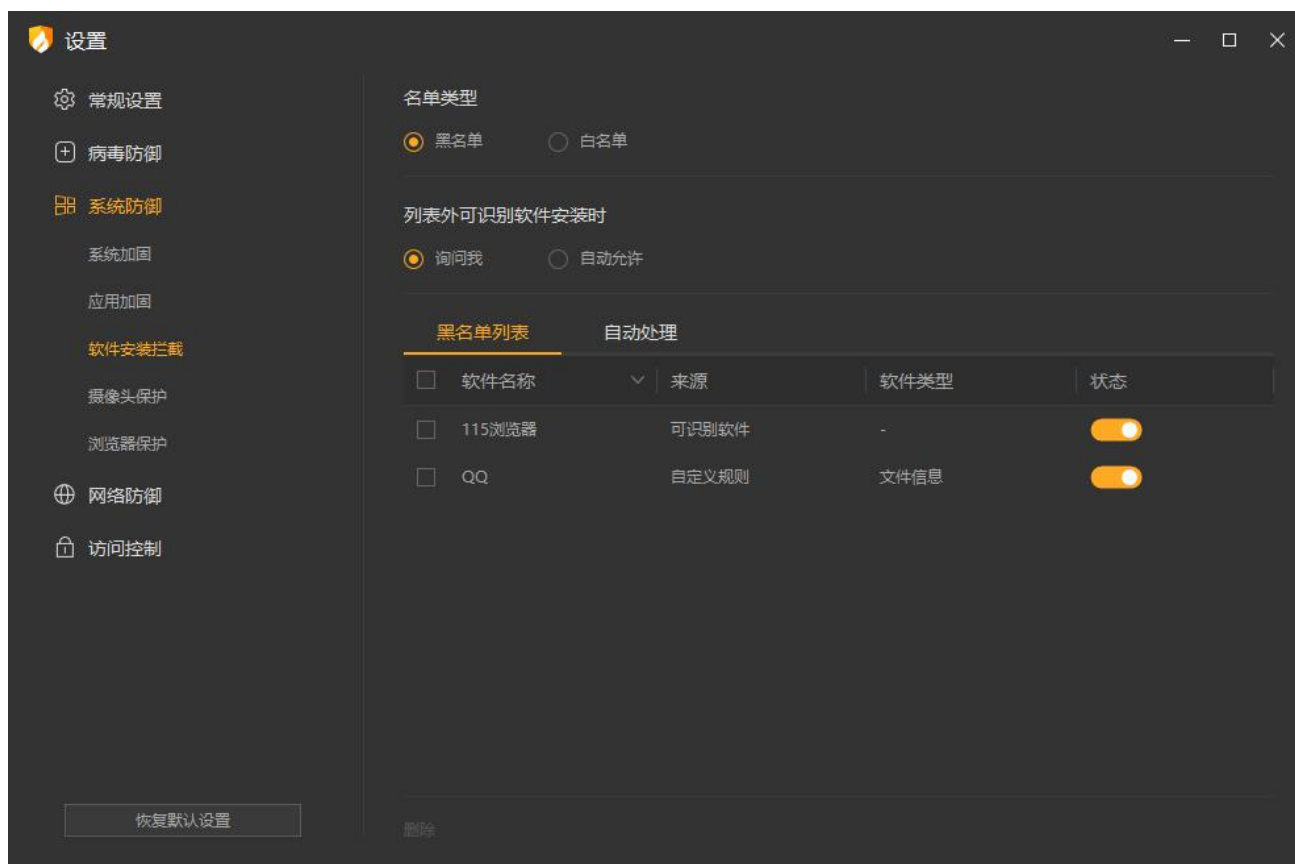 设置
常规设置
病毒防御
系统防御
系统加固
应用加固
软件安装拦截
摄像头保护
浏览器保护
网络防御
访问控制
恢复默认设置
名单类型
黑名单 白名单
列表外可识别软件安装时
询问我 自动允许
黑名单列表 自动处理
软件名称 来源 软件类型 状态
115浏览器 可识别软件 -
QQ 自定义规则 文件信息
删除